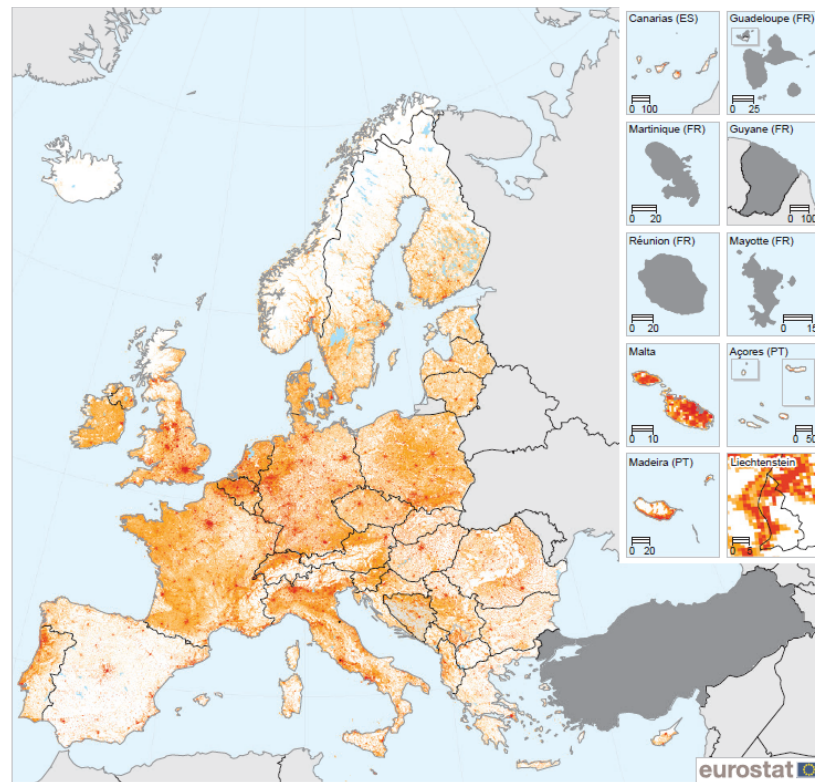 Canarias (ES)
0 100
Guadeloupe (FR)
0 25
Martinique (FR)
0 20
Guyane (FR)
0 100
Réunion (FR)
0 20
Mayotte (FR)
0 15
Malta
0 10
Açores (PT)
0 50
Madeira (PT)
0 20
Liechtenstein
0 5
eurostat